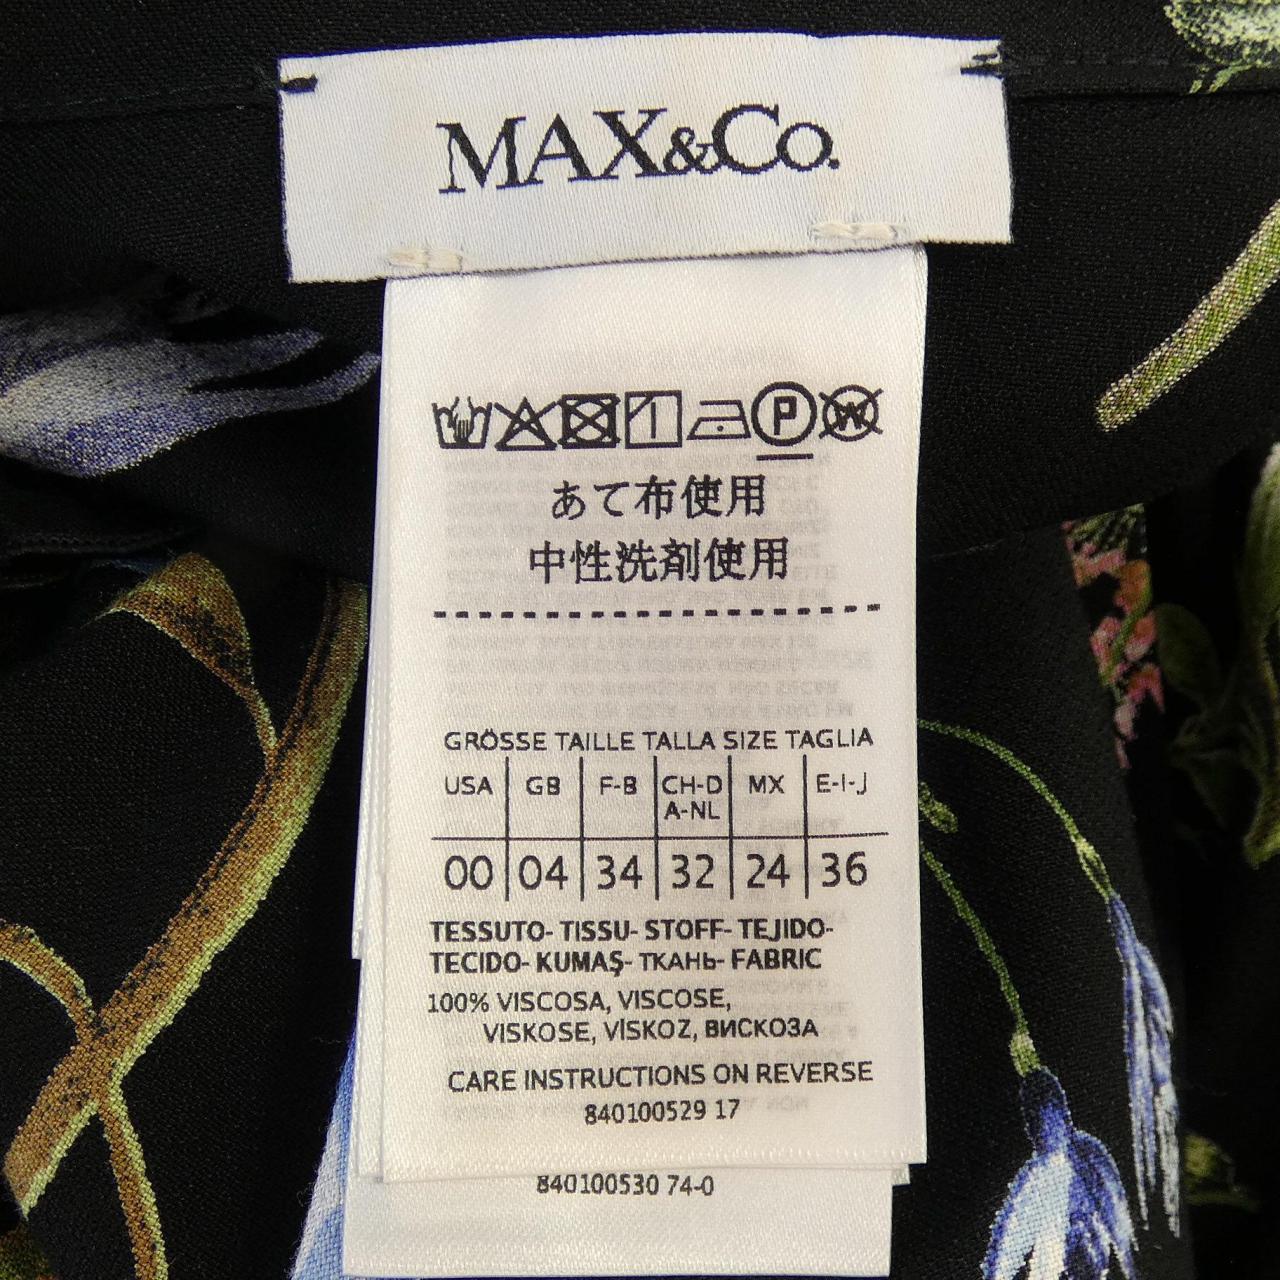 MAX&Co.
P W
あて布使用
中性洗剤使用
GRÖSSE TAILLE TALLA SIZE TAGLIA
USA GB F-B CH-D A-NL MX E-I-J
00 04 34 32 24 36
TESSUTO- TISSU- STOFF- TEJIDO-
TECIDO- KUMAŞ- ТКАНЬ- FABRIC
100% VISCOSA, VISCOSE,
VISKOSE, VİSKOZ, ВИСКОЗА
CARE INSTRUCTIONS ON REVERSE
840100529 17
840100530 74-0